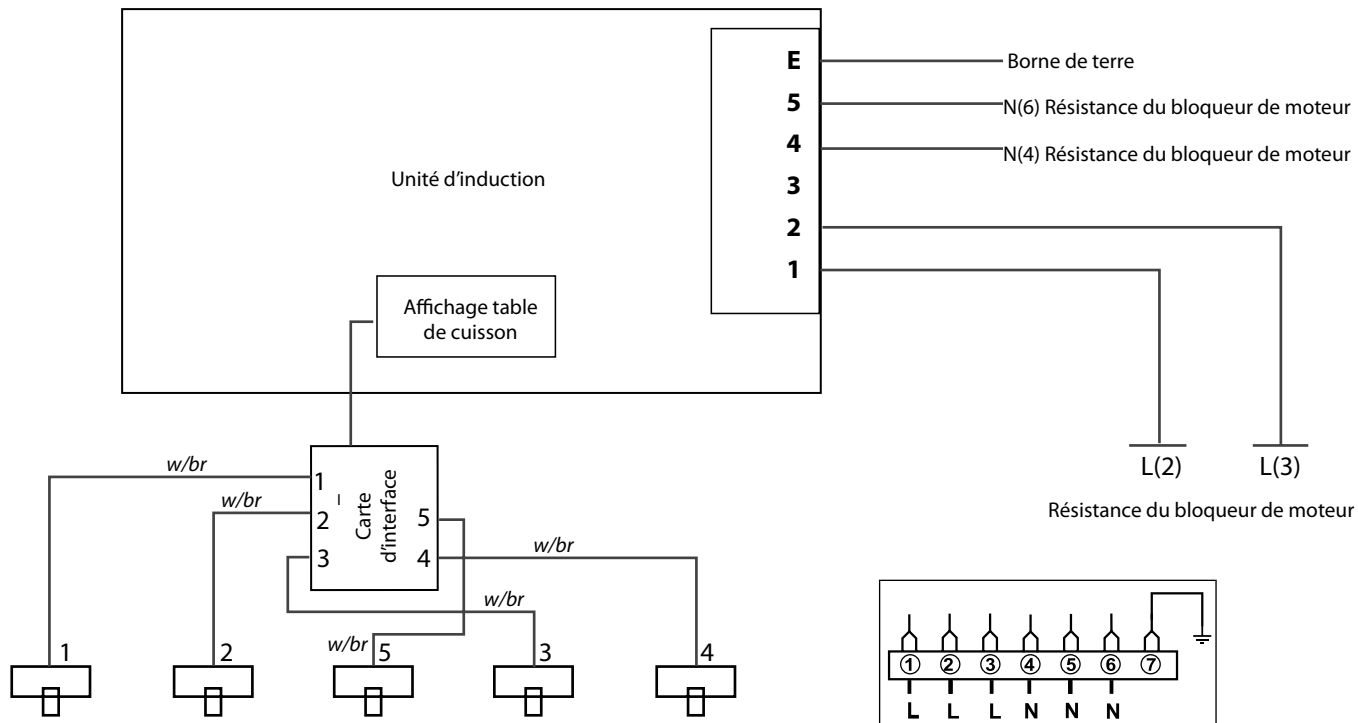 E
Borne de terre
5
N(6) Résistance du bloqueur de moteur
4
N(4) Résistance du bloqueur de moteur
3
2
1
Unité d'induction
Affichage table
de cuisson
L(2)
L(3)
Résistance du bloqueur de moteur
w/br
w/br
w/br
w/br
w/br
1
2
3
5
4
Carte
d'interface
1
2
5
3
4
1 2 3 4 5 6 7
L L L N N N